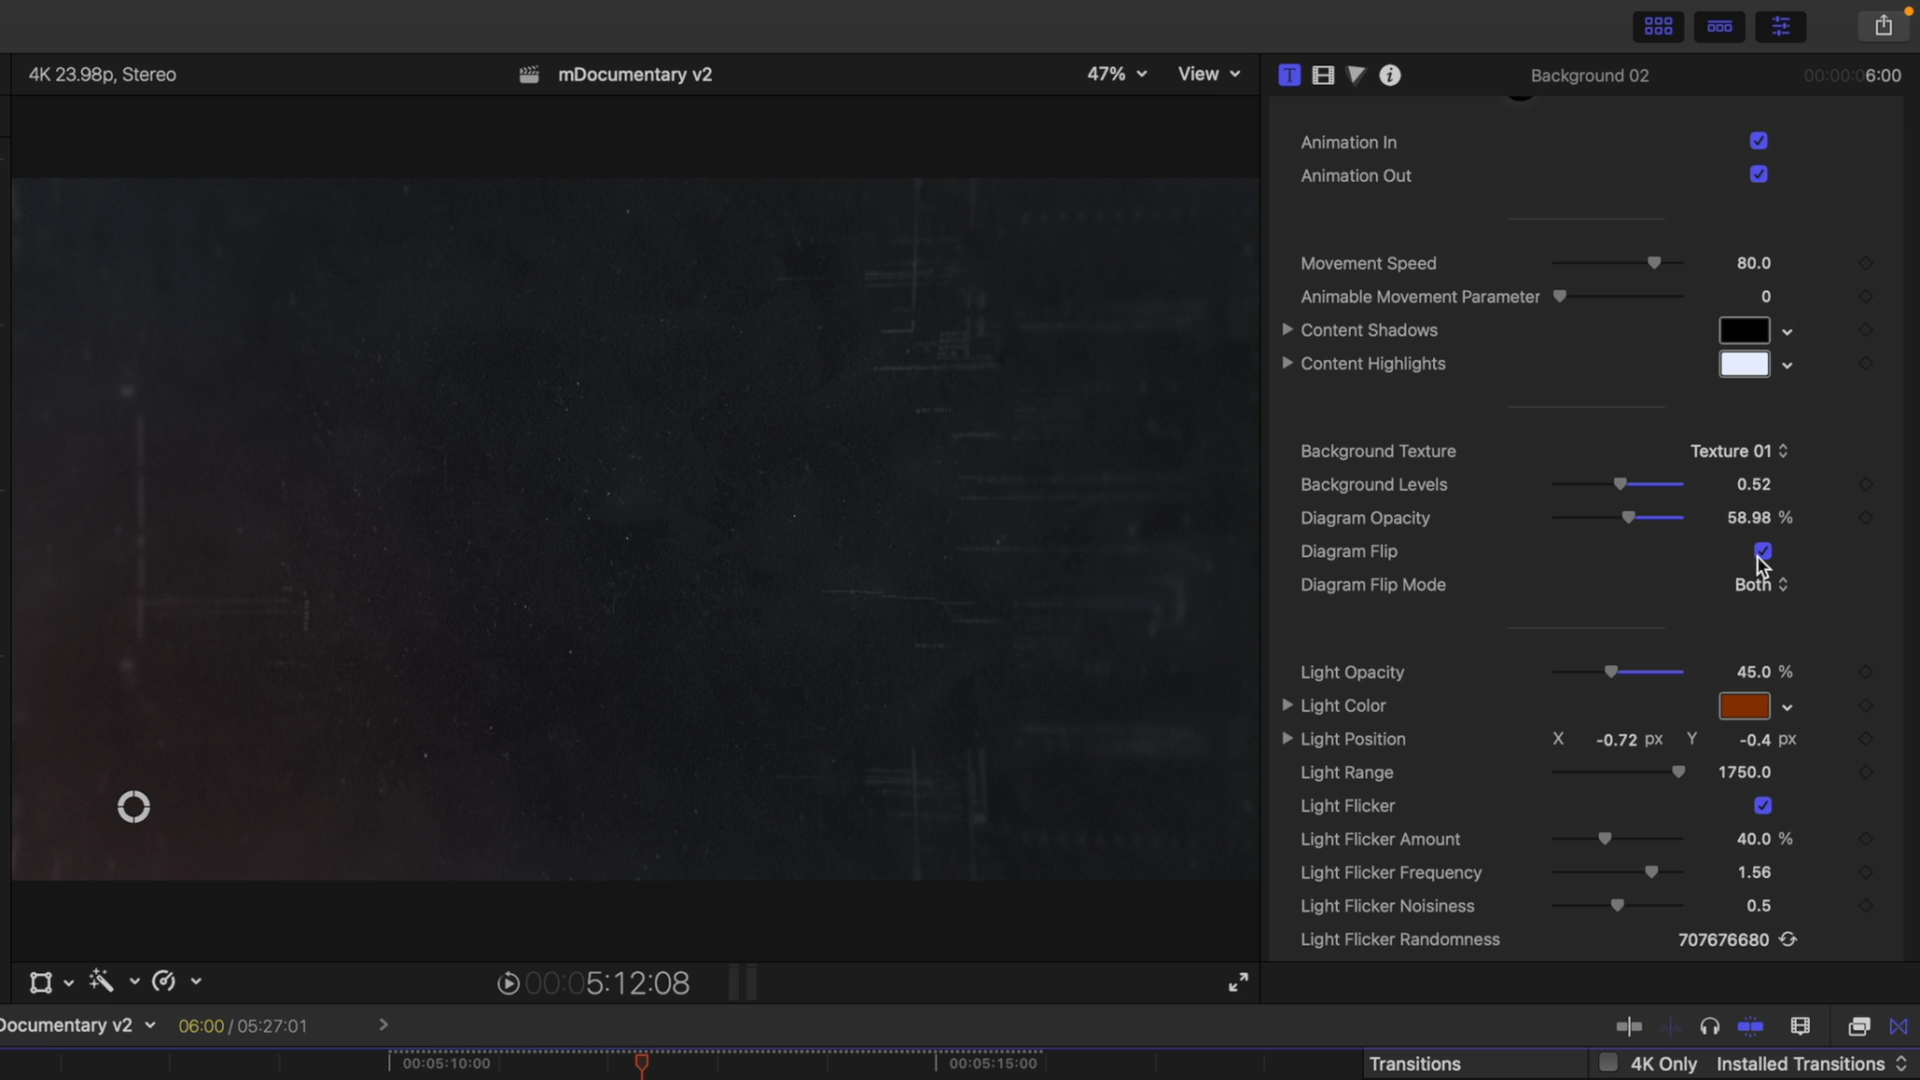 4K 23.98p, Stereo
mDocumentary v2
47%
View
T
i
Background 02
00:00:06:00
Animation In
Animation Out
Movement Speed 80.0
Animable Movement Parameter 0
Content Shadows
Content Highlights
Background Texture Texture 01
Background Levels 0.52
Diagram Opacity 58.98 %
Diagram Flip
Diagram Flip Mode Both
Light Opacity 45.0 %
Light Color
Light Position X -0.72 px Y -0.4 px
Light Range 1750.0
Light Flicker
Light Flicker Amount 40.0 %
Light Flicker Frequency 1.56
Light Flicker Noisiness 0.5
Light Flicker Randomness 707676680
00:05:12:08
Documentary v2
06:00 / 05:27:01
00:05:10:00
00:05:15:00
Transitions
4K Only
Installed Transitions